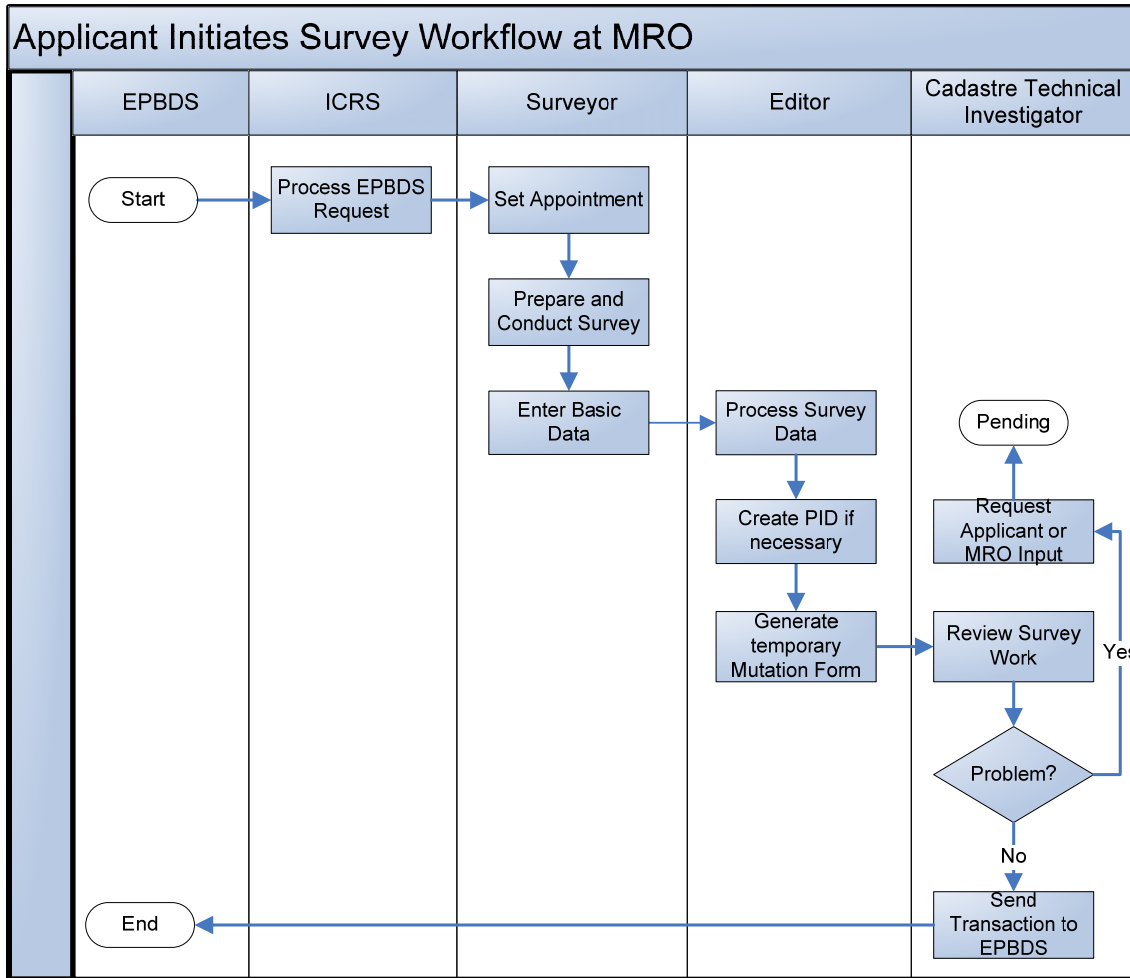 Applicant Initiates Survey Workflow at MRO
EPBDS
ICRS
Surveyor
Editor
Cadastre Technical
Investigator
Start
Process EPBDS
Request
Set Appointment
Prepare and
Conduct Survey
Enter Basic
Data
Process Survey
Data
Create PID if
necessary
Generate
temporary
Mutation Form
Pending
Request
Applicant or
MRO Input
Review Survey
Work
Yes
Problem?
No
Send
Transaction to
EPBDS
End